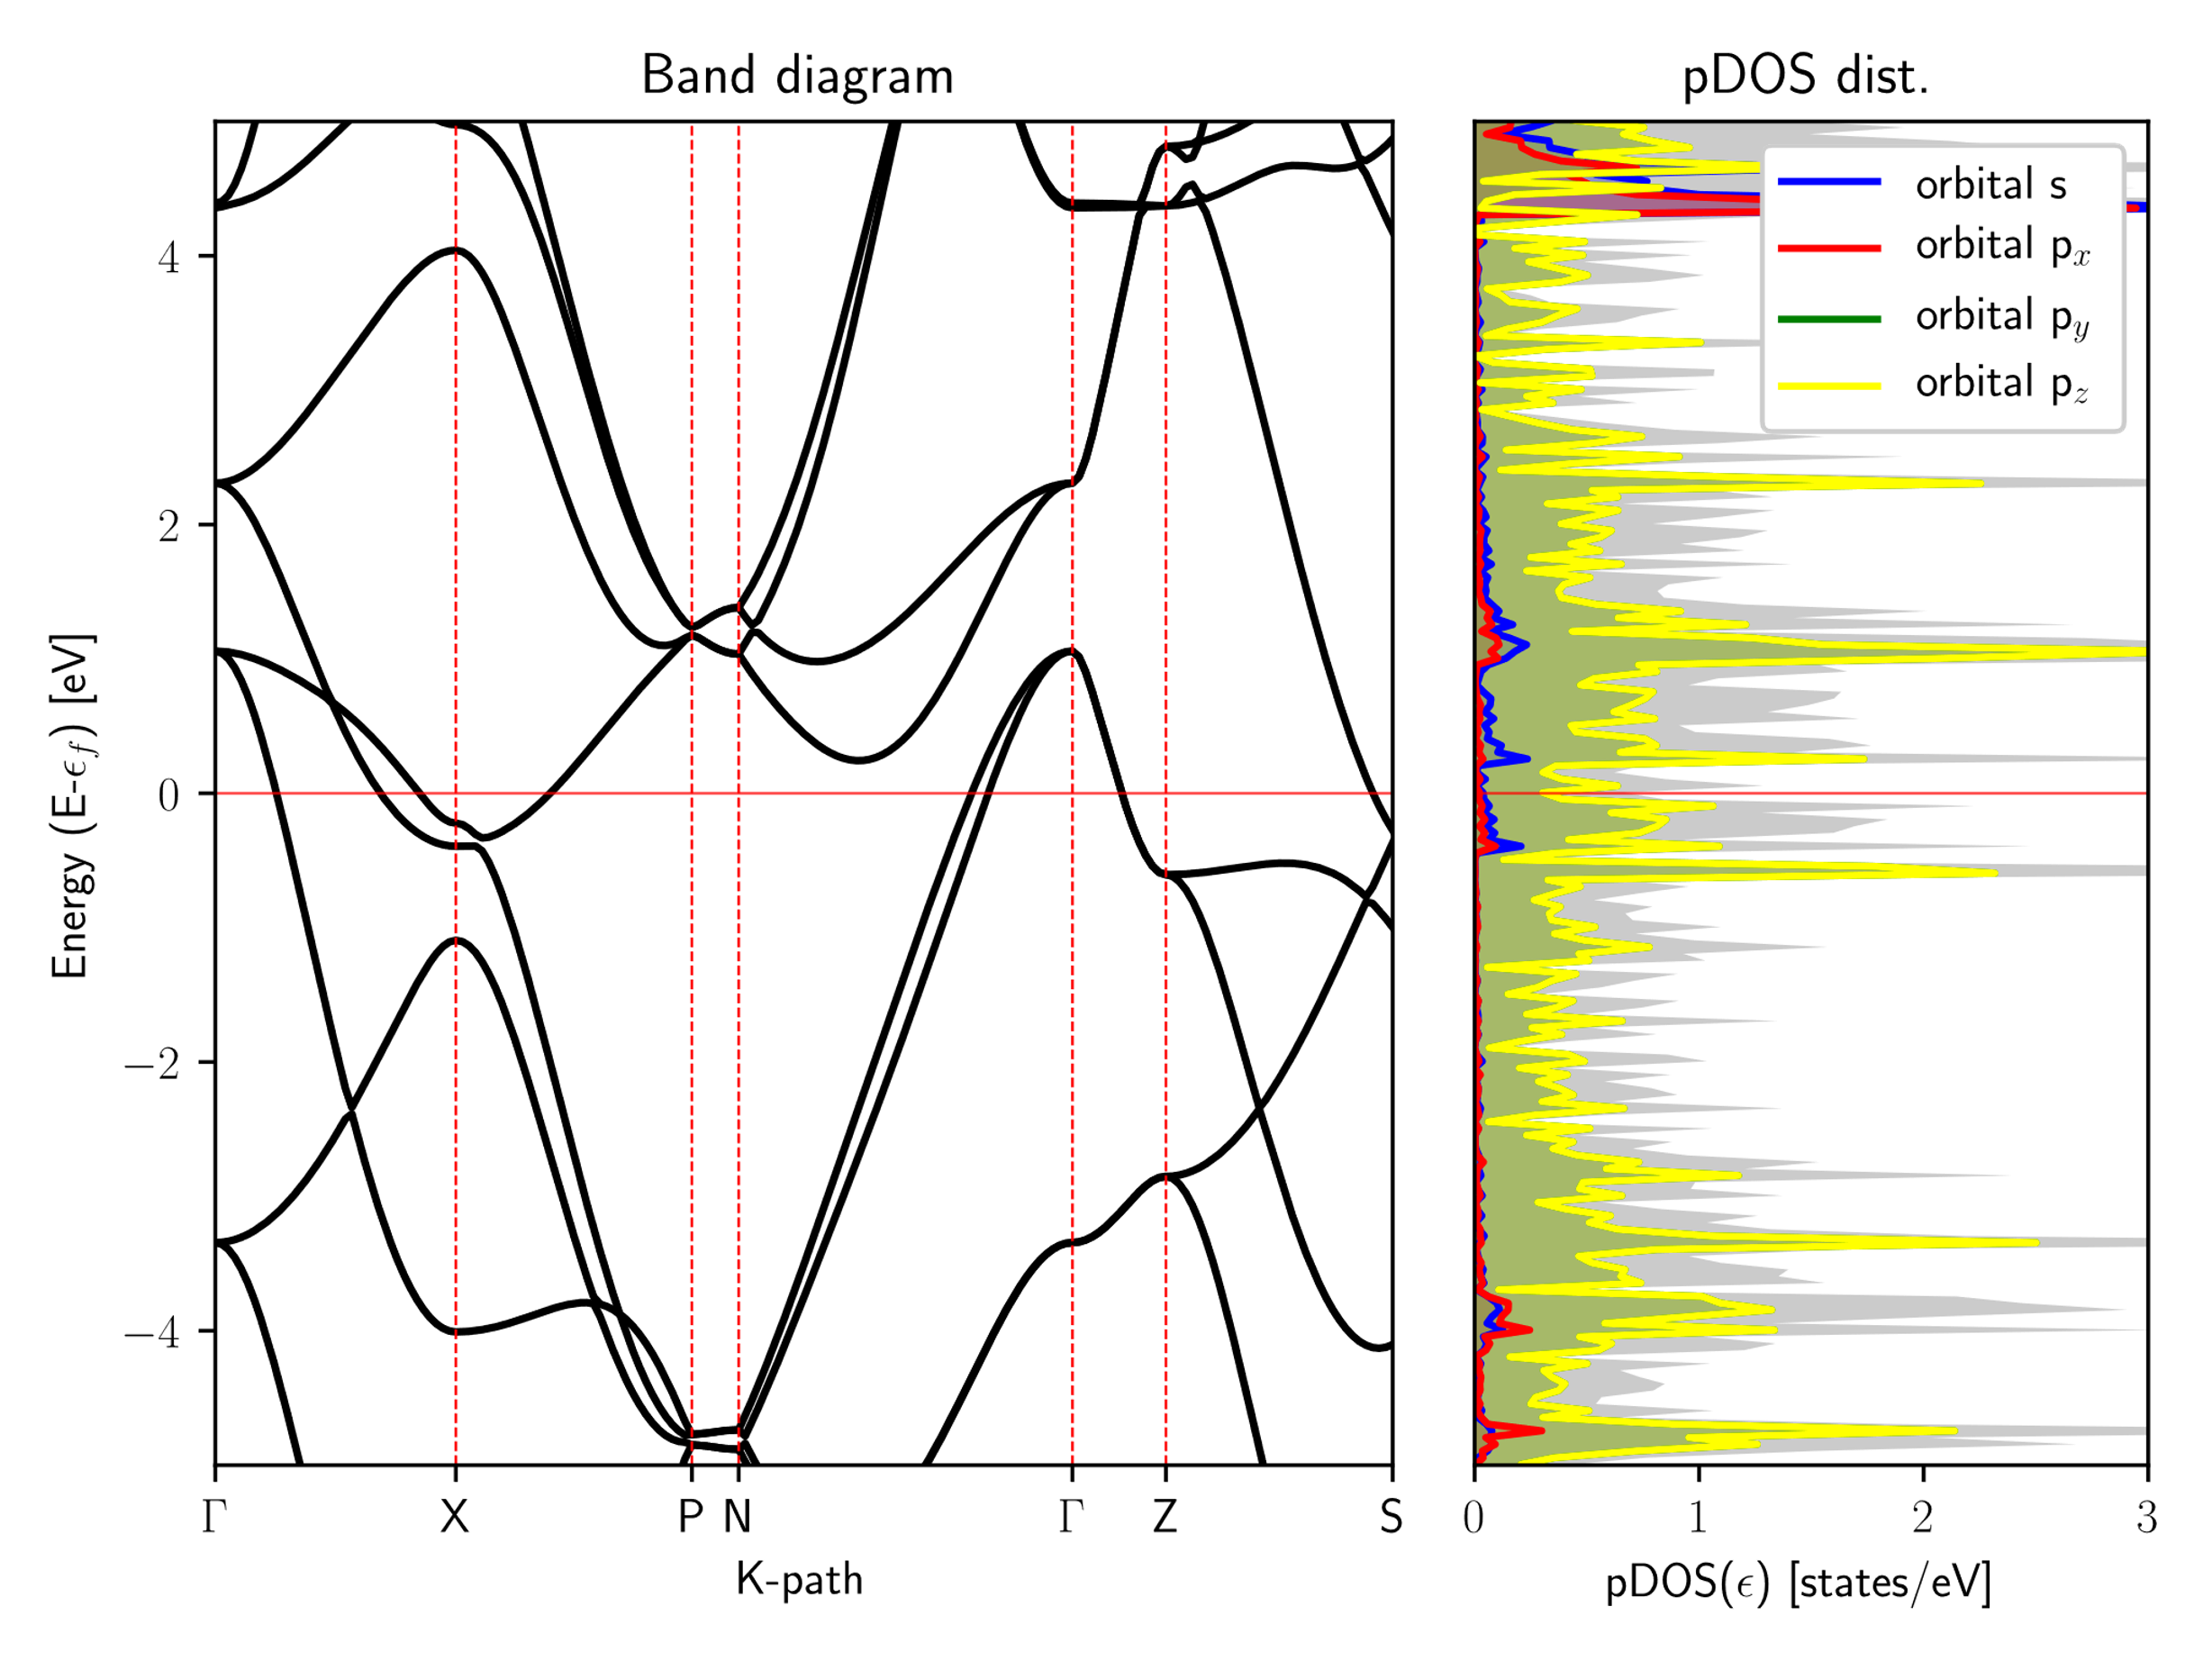 Band diagram
Energy (E-ϵf) [eV]
4
2
0
−2
−4
Γ X P N Γ Z S
K-path
pDOS dist.
orbital s
orbital px
orbital py
orbital pz
0 1 2 3
pDOS(ϵ) [states/eV]